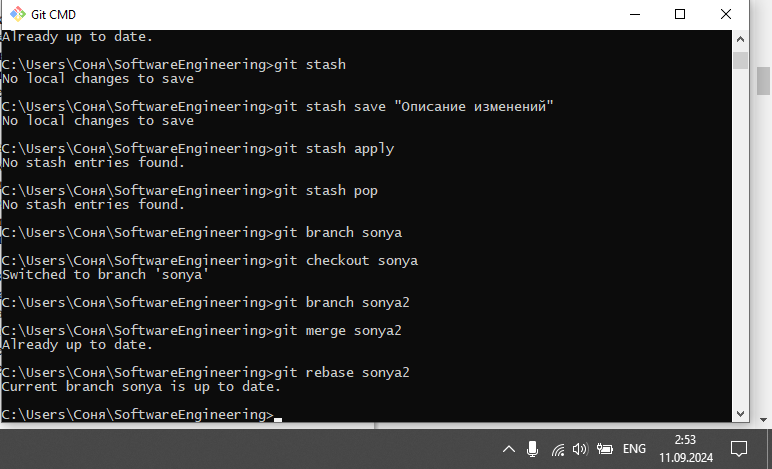 Git CMD
Already up to date.
C:\Users\Соня\SoftwareEngineering>git stash
No local changes to save
C:\Users\Соня\SoftwareEngineering>git stash save "Описание изменений"
No local changes to save
C:\Users\Соня\SoftwareEngineering>git stash apply
No stash entries found.
C:\Users\Соня\SoftwareEngineering>git stash pop
No stash entries found.
C:\Users\Соня\SoftwareEngineering>git branch sonya
C:\Users\Соня\SoftwareEngineering>git checkout sonya
Switched to branch 'sonya'
C:\Users\Соня\SoftwareEngineering>git branch sonya2
C:\Users\Соня\SoftwareEngineering>git merge sonya2
Already up to date.
C:\Users\Соня\SoftwareEngineering>git rebase sonya2
Current branch sonya is up to date.
C:\Users\Соня\SoftwareEngineering>
ENG
2:53
11.09.2024